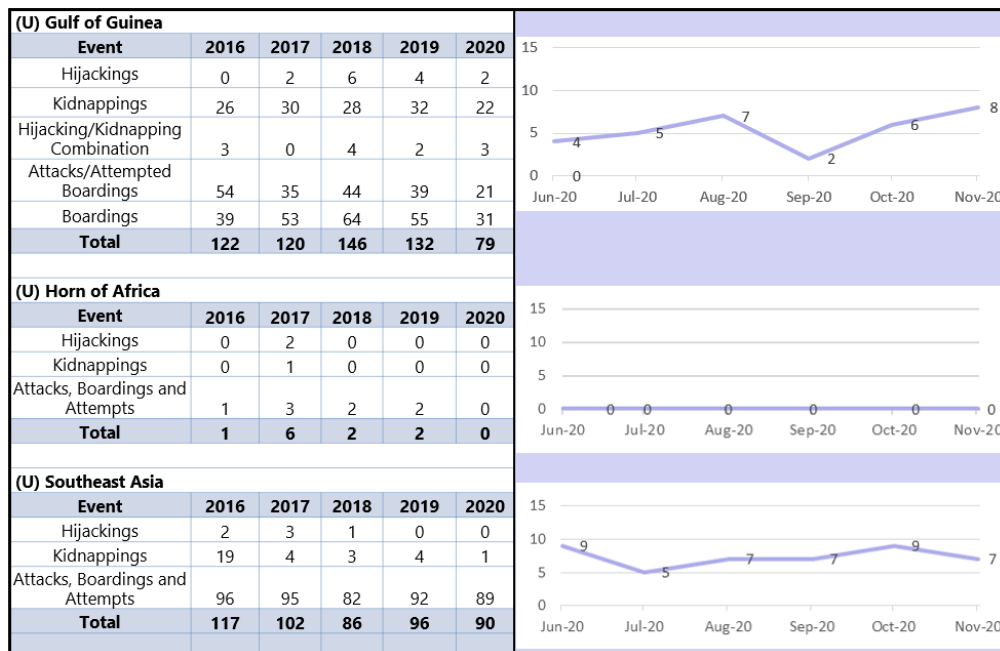 (U) Gulf of Guinea
Event 2016 2017 2018 2019 2020
Hijackings 0 2 6 4 2
Kidnappings 26 30 28 32 22
Hijacking/Kidnapping
Combination 3 0 4 2 3
Attacks/Attempted
Boardings 54 35 44 39 21
Boardings 39 53 64 55 31
Total 122 120 146 132 79
15
10
5
0
4
0
5
7
2
6
8
Jun-20 Jul-20 Aug-20 Sep-20 Oct-20 Nov-20
(U) Horn of Africa
Event 2016 2017 2018 2019 2020
Hijackings 0 2 0 0 0
Kidnappings 0 1 0 0 0
Attacks, Boardings and
Attempts 1 3 2 2 0
Total 1 6 2 2 0
15
10
5
0
0 0 0 0 0 0
Jun-20 Jul-20 Aug-20 Sep-20 Oct-20 Nov-20
(U) Southeast Asia
Event 2016 2017 2018 2019 2020
Hijackings 2 3 1 0 0
Kidnappings 19 4 3 4 1
Attacks, Boardings and
Attempts 96 95 82 92 89
Total 117 102 86 96 90
15
10
5
0
9
5
7
7
9
7
Jun-20 Jul-20 Aug-20 Sep-20 Oct-20 Nov-20